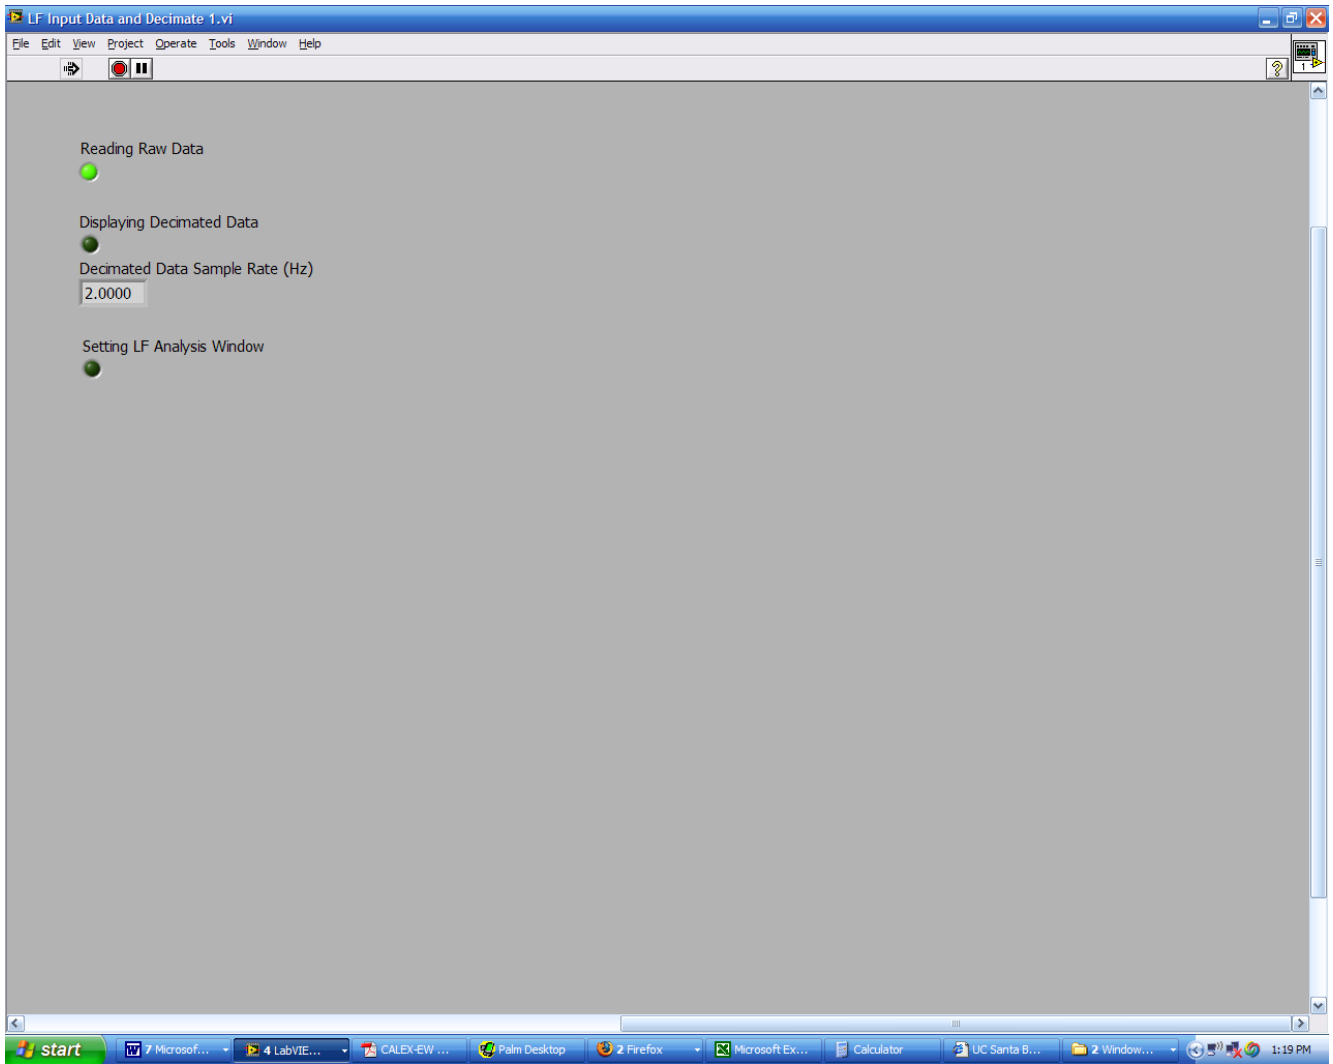 LF Input Data and Decimate 1.vi
File Edit View Project Operate Tools Window Help
1
Reading Raw Data
Displaying Decimated Data
Decimated Data Sample Rate (Hz)
2.0000
Setting LF Analysis Window
start 7 Microsof... 4 LabVIE... CALEX-EW ... Palm Desktop 2 Firefox Microsoft Ex... Calculator UC Santa B... 2 Window... 1:19 PM